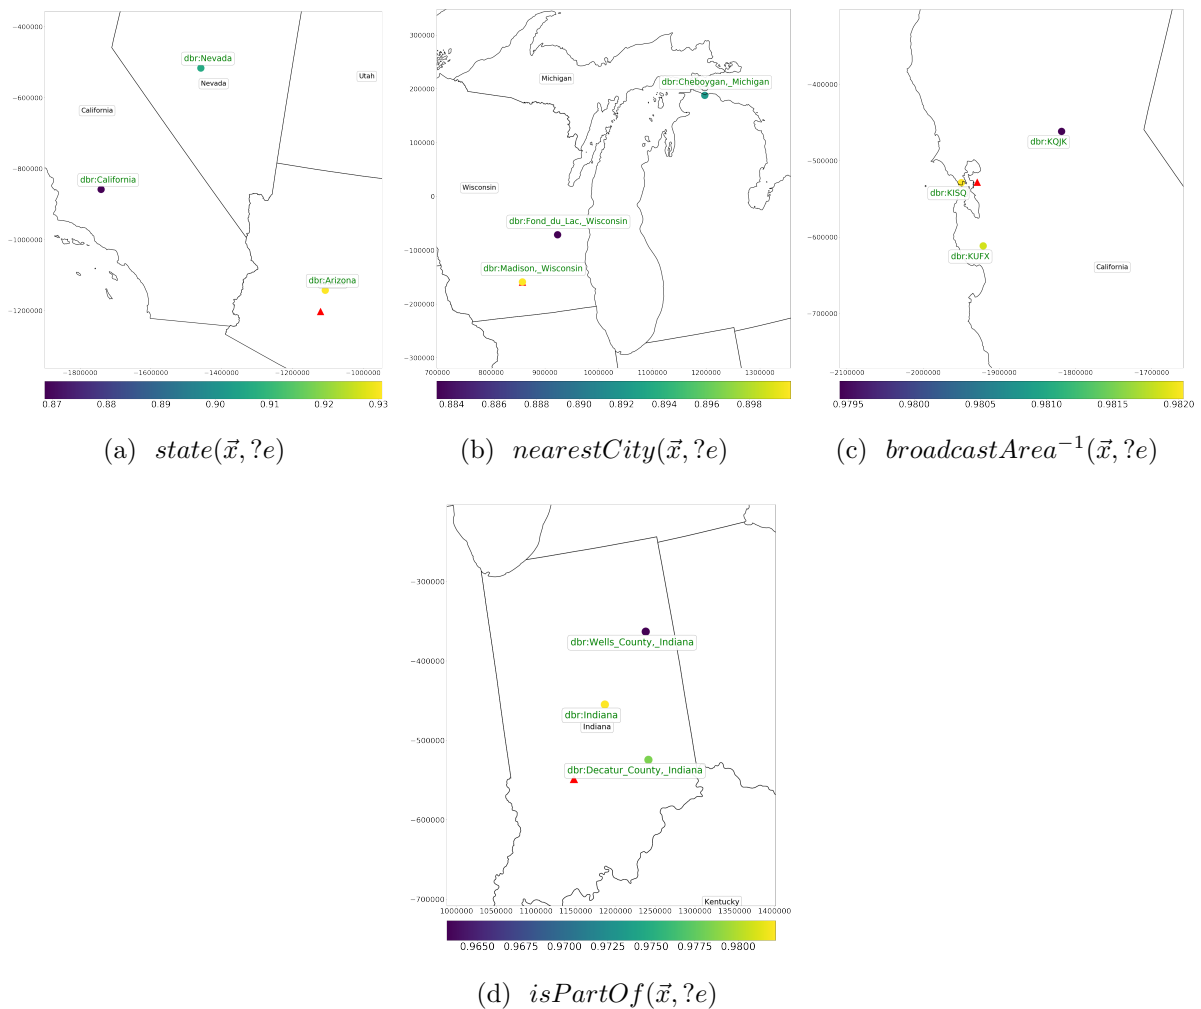 −400000
−600000
−800000
−1000000
−1200000
−1800000 −1600000 −1400000 −1200000 −1000000
dbr:Nevada
Nevada
Utah
California
dbr:California
dbr:Arizona
0.87 0.88 0.89 0.90 0.91 0.92 0.93
(a) state(x⃗, ?e)
300000
200000
100000
0
−100000
−200000
−300000
700000 800000 900000 1000000 1100000 1200000 1300000
Michigan
dbr:Cheboygan,_Michigan
Wisconsin
dbr:Fond_du_Lac,_Wisconsin
dbr:Madison,_Wisconsin
0.884 0.886 0.888 0.890 0.892 0.894 0.896 0.898
(b) nearestCity(x⃗, ?e)
−400000
−500000
−600000
−700000
−2100000 −2000000 −1900000 −1800000 −1700000
dbr:KQJK
dbr:KISQ
dbr:KUFX
California
0.9795 0.9800 0.9805 0.9810 0.9815 0.9820
(c) broadcastArea⁻¹(x⃗, ?e)
−300000
−400000
−500000
−600000
−700000
1000000 1050000 1100000 1150000 1200000 1250000 1300000 1350000 1400000
dbr:Wells_County,_Indiana
dbr:Indiana
Indiana
dbr:Decatur_County,_Indiana
Kentucky
0.9650 0.9675 0.9700 0.9725 0.9750 0.9775 0.9800
(d) isPartOf(x⃗, ?e)